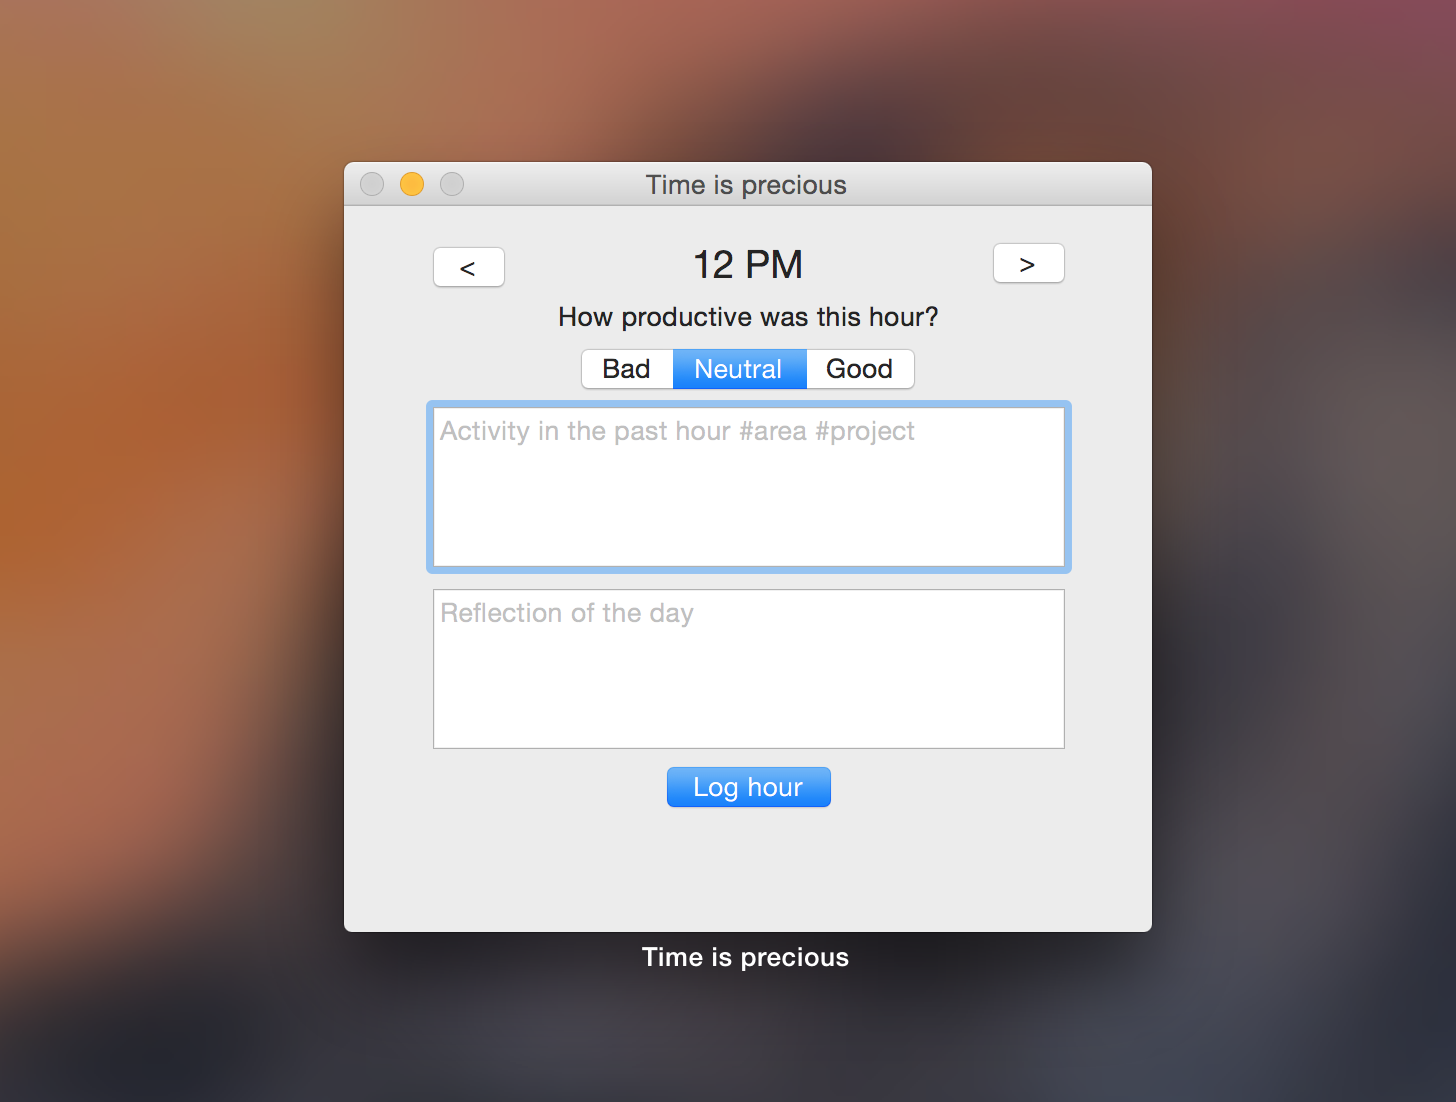 Time is precious
< 12 PM >
How productive was this hour?
Bad Neutral Good
Activity in the past hour #area #project
Reflection of the day
Log hour
Time is precious